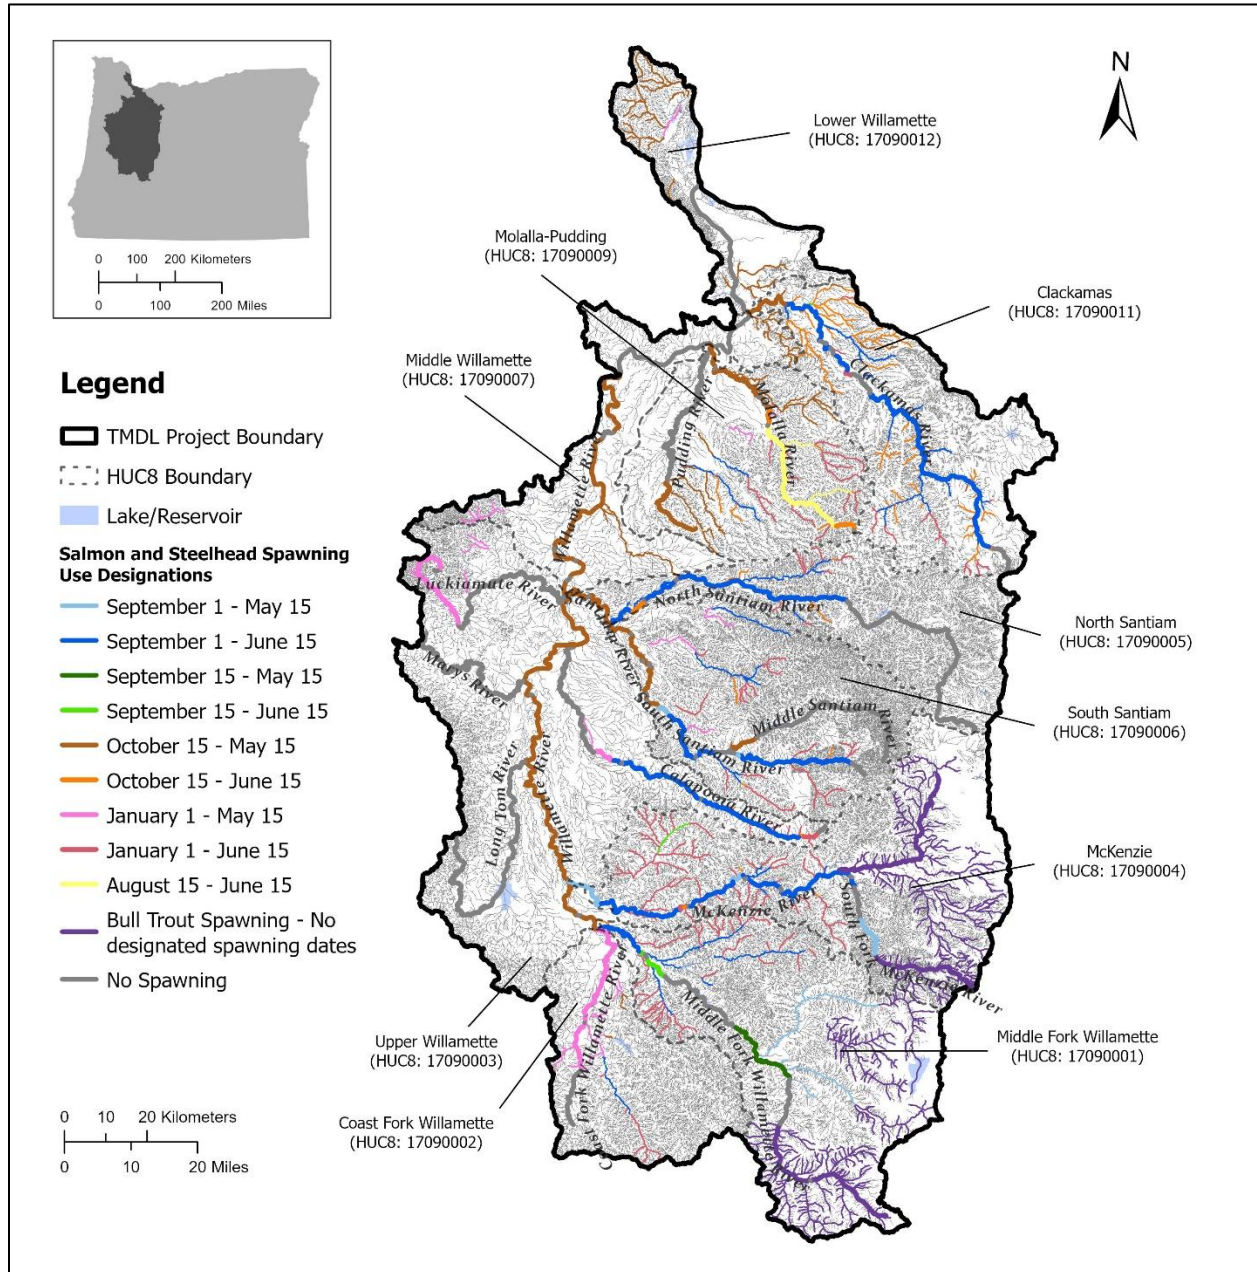 0 100 200 Kilometers
0 100 200 Miles
N
Lower Willamette
(HUC8: 17090012)
Molalla-Pudding
(HUC8: 17090009)
Clackamas
(HUC8: 17090011)
Middle Willamette
(HUC8: 17090007)
North Santiam
(HUC8: 17090005)
South Santiam
(HUC8: 17090006)
McKenzie
(HUC8: 17090004)
Middle Fork Willamette
(HUC8: 17090001)
Upper Willamette
(HUC8: 17090003)
Coast Fork Willamette
(HUC8: 17090002)
Legend
TMDL Project Boundary
HUC8 Boundary
Lake/Reservoir
Salmon and Steelhead Spawning
Use Designations
September 1 - May 15
September 1 - June 15
September 15 - May 15
September 15 - June 15
October 15 - May 15
October 15 - June 15
January 1 - May 15
January 1 - June 15
August 15 - June 15
Bull Trout Spawning - No
designated spawning dates
No Spawning
0 10 20 Kilometers
0 10 20 Miles
Clackamas River
Molalla River
Pudding River
Willamette River
Luckiamute River
Santiam River
North Santiam River
Marys River
South Santiam River
Middle Santiam River
Calapooia River
Long Tom River
Willamette River
McKenzie River
South Fork McKenzie River
Coast Fork Willamette River
Middle Fork Willamette River